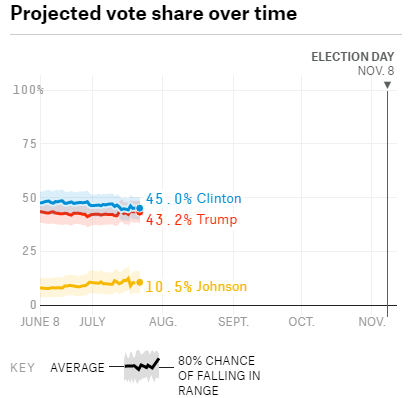 Projected vote share over time
ELECTION DAY
NOV. 8
100%
75
50
45.0% Clinton
43.2% Trump
25
10.5% Johnson
0
JUNE 8 JULY AUG. SEPT. OCT. NOV.
KEY AVERAGE 80% CHANCE
OF FALLING IN
RANGE